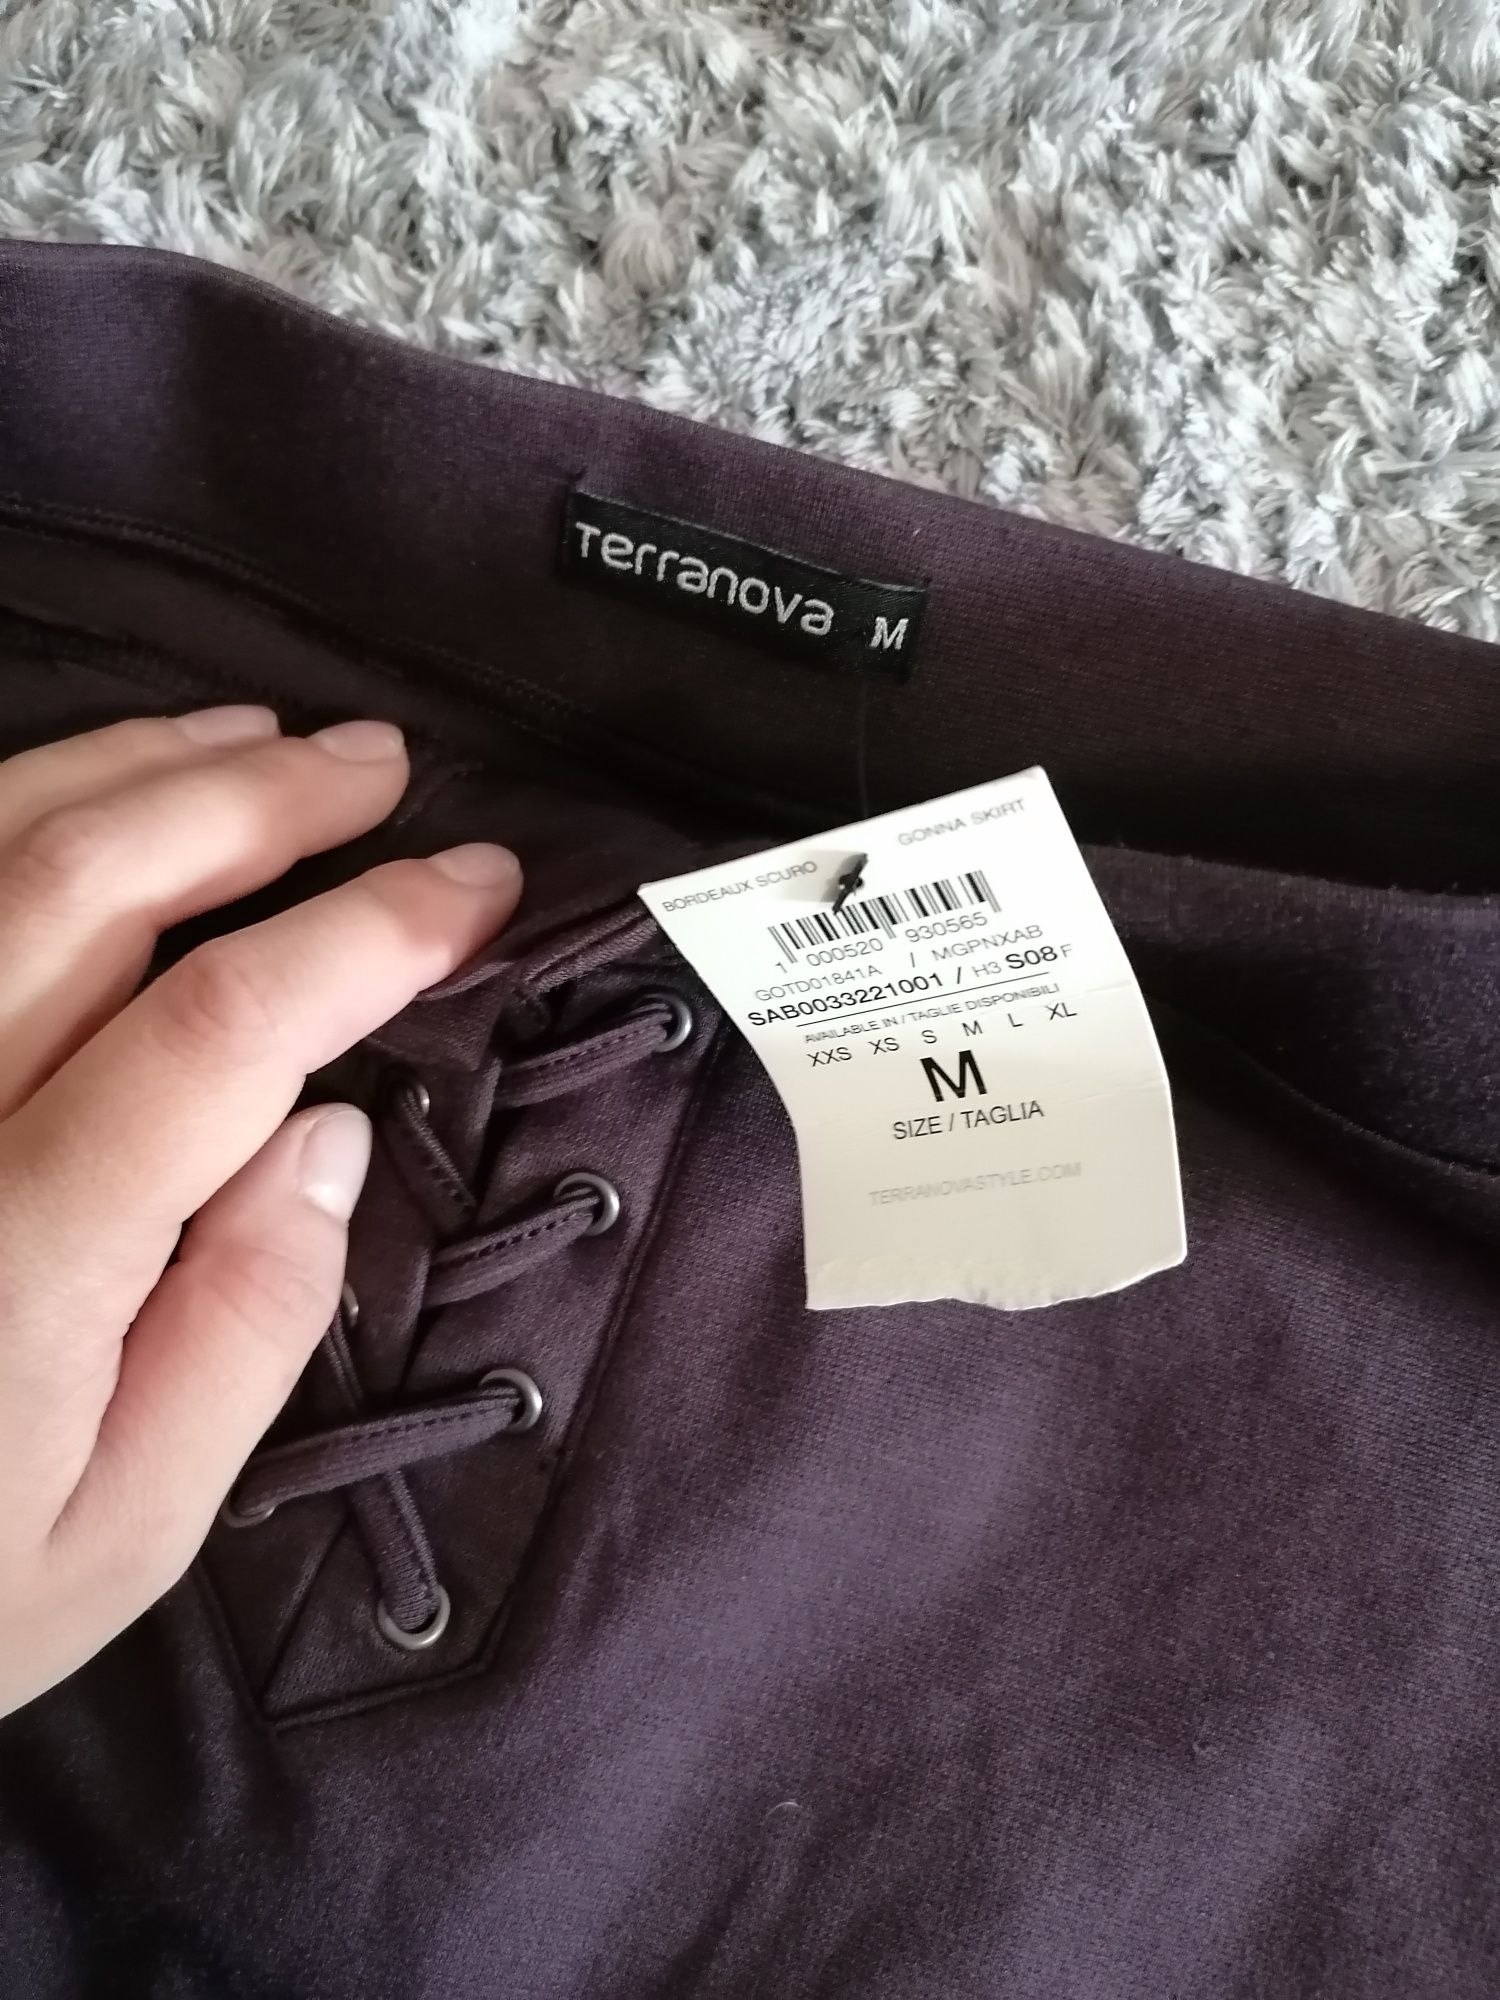 Terranova M
BORDEAUX SCURO GONNA SKIRT
1 000520 930565
GOTD01841A / MGPNXAB
SAB0033221001 / H3 S08 F
AVAILABLE IN / TAGLIE DISPONIBILI
XXS XS S M L XL
M
SIZE / TAGLIA
TERRANOVASTYLE.COM